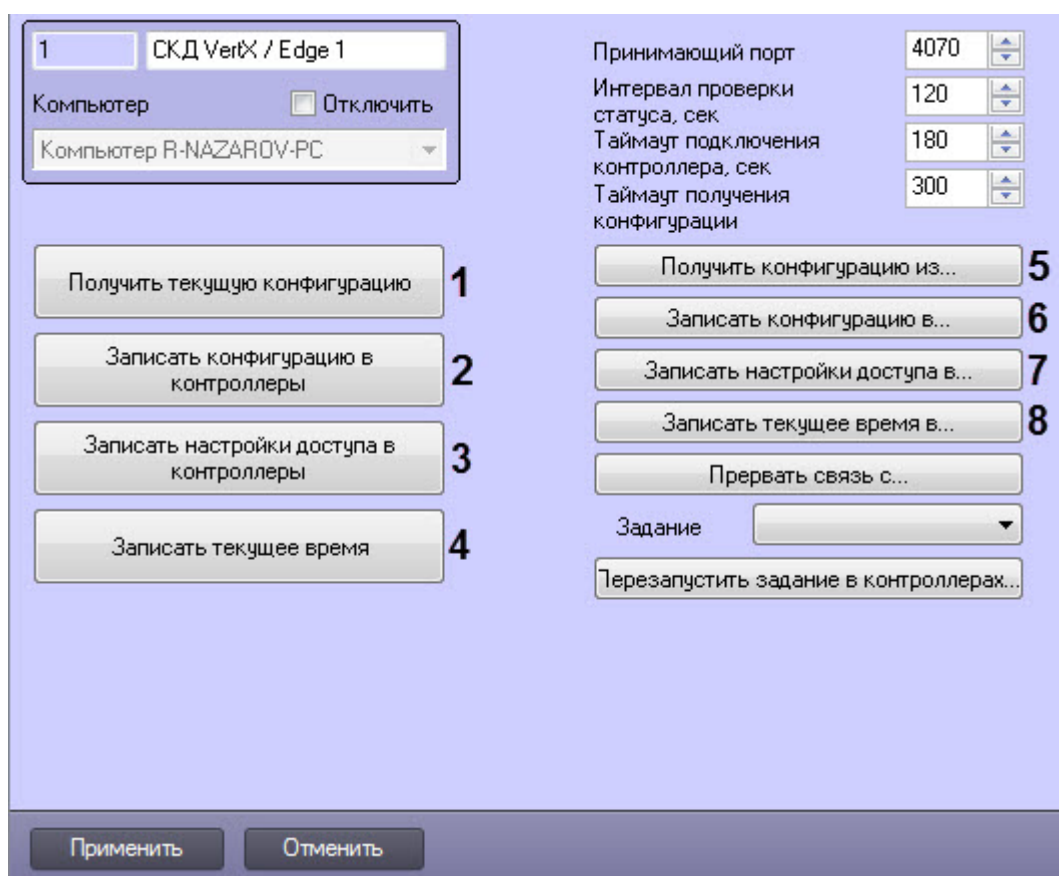 1
СКД VertX / Edge 1
Компьютер
Отключить
Компьютер R-NAZAROV-PC
Принимающий порт
4070
Интервал проверки
статуса, сек
120
Таймаут подключения
контроллера, сек
180
Таймаут получения
конфигурации
300
Получить текущую конфигурацию
1
Записать конфигурацию в
контроллеры
2
Записать настройки доступа в
контроллеры
3
Записать текущее время
4
Получить конфигурацию из...
5
Записать конфигурацию в...
6
Записать настройки доступа в...
7
Записать текущее время в...
8
Прервать связь с...
Задание
Перезапустить задание в контроллерах...
Применить
Отменить